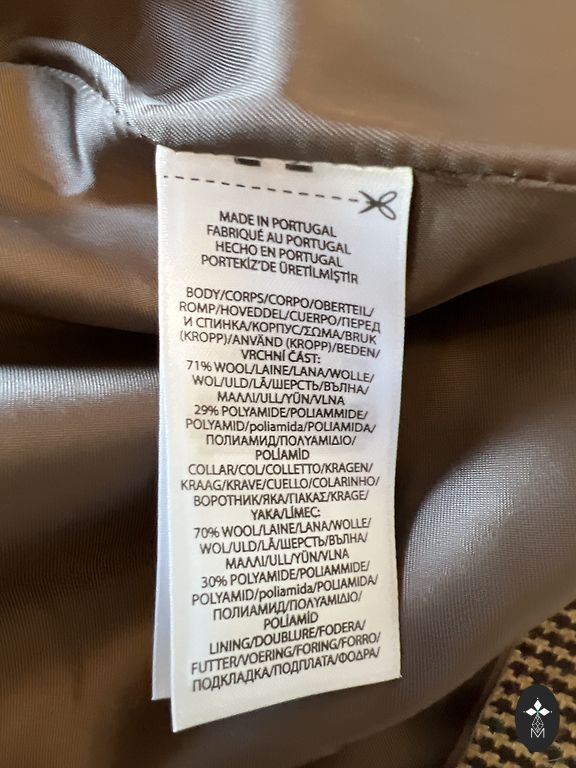 MADE IN PORTUGAL
FABRIQUÉ AU PORTUGAL
HECHO EN PORTUGAL
PORTEKİZ'DE ÜRETİLMİŞTİR
BODY/CORPS/CORPO/OBERTEIL/
ROMP/HOVEDDEL/CUERPO/ПЕРЕД
И СПИНКА/КОРПУС/ΣΩΜΑ/BRUK
(KROPP)/ANVÄND (KROPP)/BEDEN/
VRCHNÍ ČÁST:
71% WOOL/LAINE/LANA/WOLLE/
WOL/ULD/LÃ/ШЕРСТЬ/ВЪЛНА/
ΜΑΛΛΙ/ULL/YÜN/VLNA
29% POLYAMIDE/POLIAMMIDE/
POLYAMID/poliamida/POLIAMIDA/
ПОЛИАМИД/ΠΟΛΥΑΜΙΔΙΟ/
POLÍAMÍD
COLLAR/COL/COLLETTO/KRAGEN/
KRAAG/KRAVE/CUELLO/COLARINHO/
ВОРОТНИК/ЯКА/ΓΙΑΚΑΣ/KRAGE/
YAKA/LÍMEC:
70% WOOL/LAINE/LANA/WOLLE/
WOL/ULD/LÃ/ШЕРСТЬ/ВЪЛНА/
ΜΑΛΛΙ/ULL/YÜN/VLNA
30% POLYAMIDE/POLIAMMIDE/
POLYAMID/poliamida/POLIAMIDA/
ПОЛИАМИД/ΠΟΛΥΑΜΙΔΙΟ/
POLÍAMÍD
LINING/DOUBLURE/FODERA/
FUTTER/VOERING/FORING/FORRO/
ПОДКЛАДКА/ПОДПЛАТА/ΦΟΔΡΑ/
M